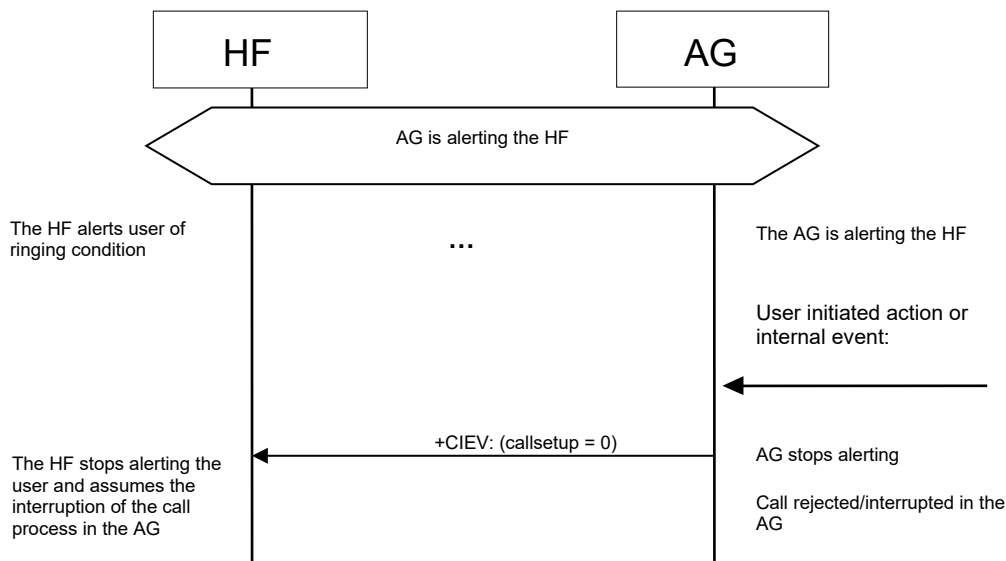 HF
AG
AG is alerting the HF
The HF alerts user of
ringing condition
...
The AG is alerting the HF
User initiated action or
internal event:
+CIEV: (callsetup = 0)
The HF stops alerting the
user and assumes the
interruption of the call
process in the AG
AG stops alerting
Call rejected/interrupted in the
AG